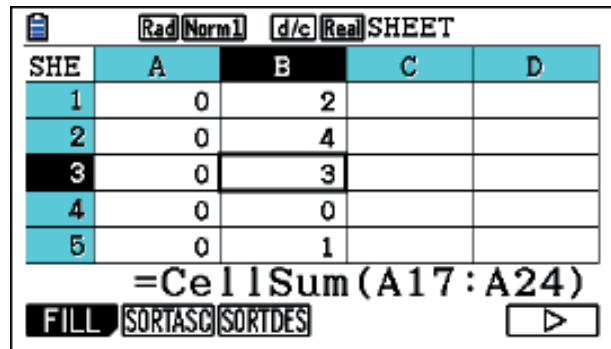 Rad Norm1 d/c Real SHEET
SHE A B C D
1 0 2
2 0 4
3 0 3
4 0 0
5 0 1
=CellSum(A17:A24)
FILL SORTASC SORTDES ▷